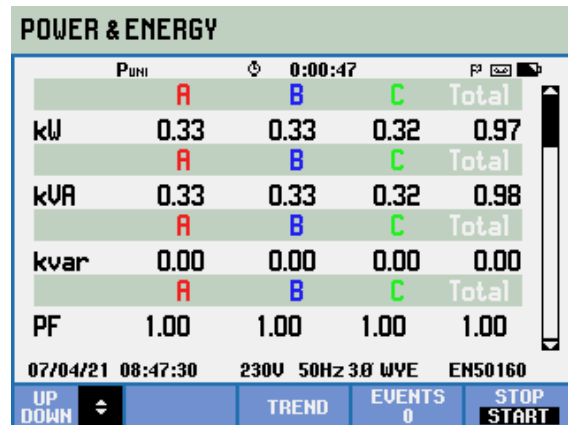 POWER & ENERGY
PUNI 0:00:47
A B C Total
kW 0.33 0.33 0.32 0.97
A B C Total
kVA 0.33 0.33 0.32 0.98
A B C Total
kvar 0.00 0.00 0.00 0.00
A B C Total
PF 1.00 1.00 1.00 1.00
07/04/21 08:47:30 230V 50Hz 3.0̸ WYE EN50160
UP DOWN TREND EVENTS 0 STOP START